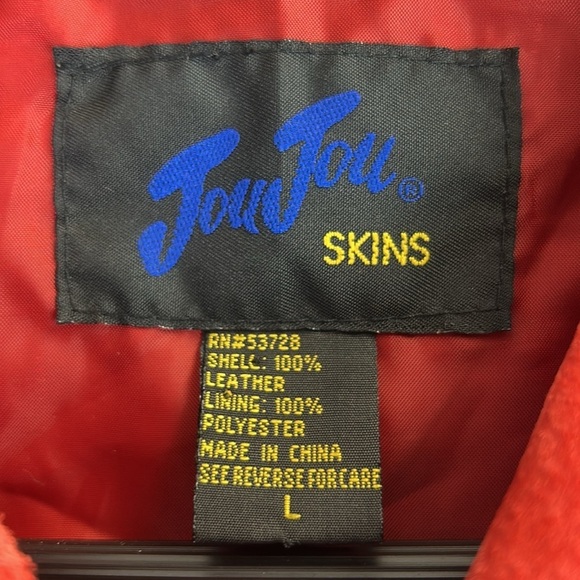 JouJou®
SKINS
RN#53728
SHELL: 100%
LEATHER
LINING: 100%
POLYESTER
MADE IN CHINA
SEE REVERSE FOR CARE
L